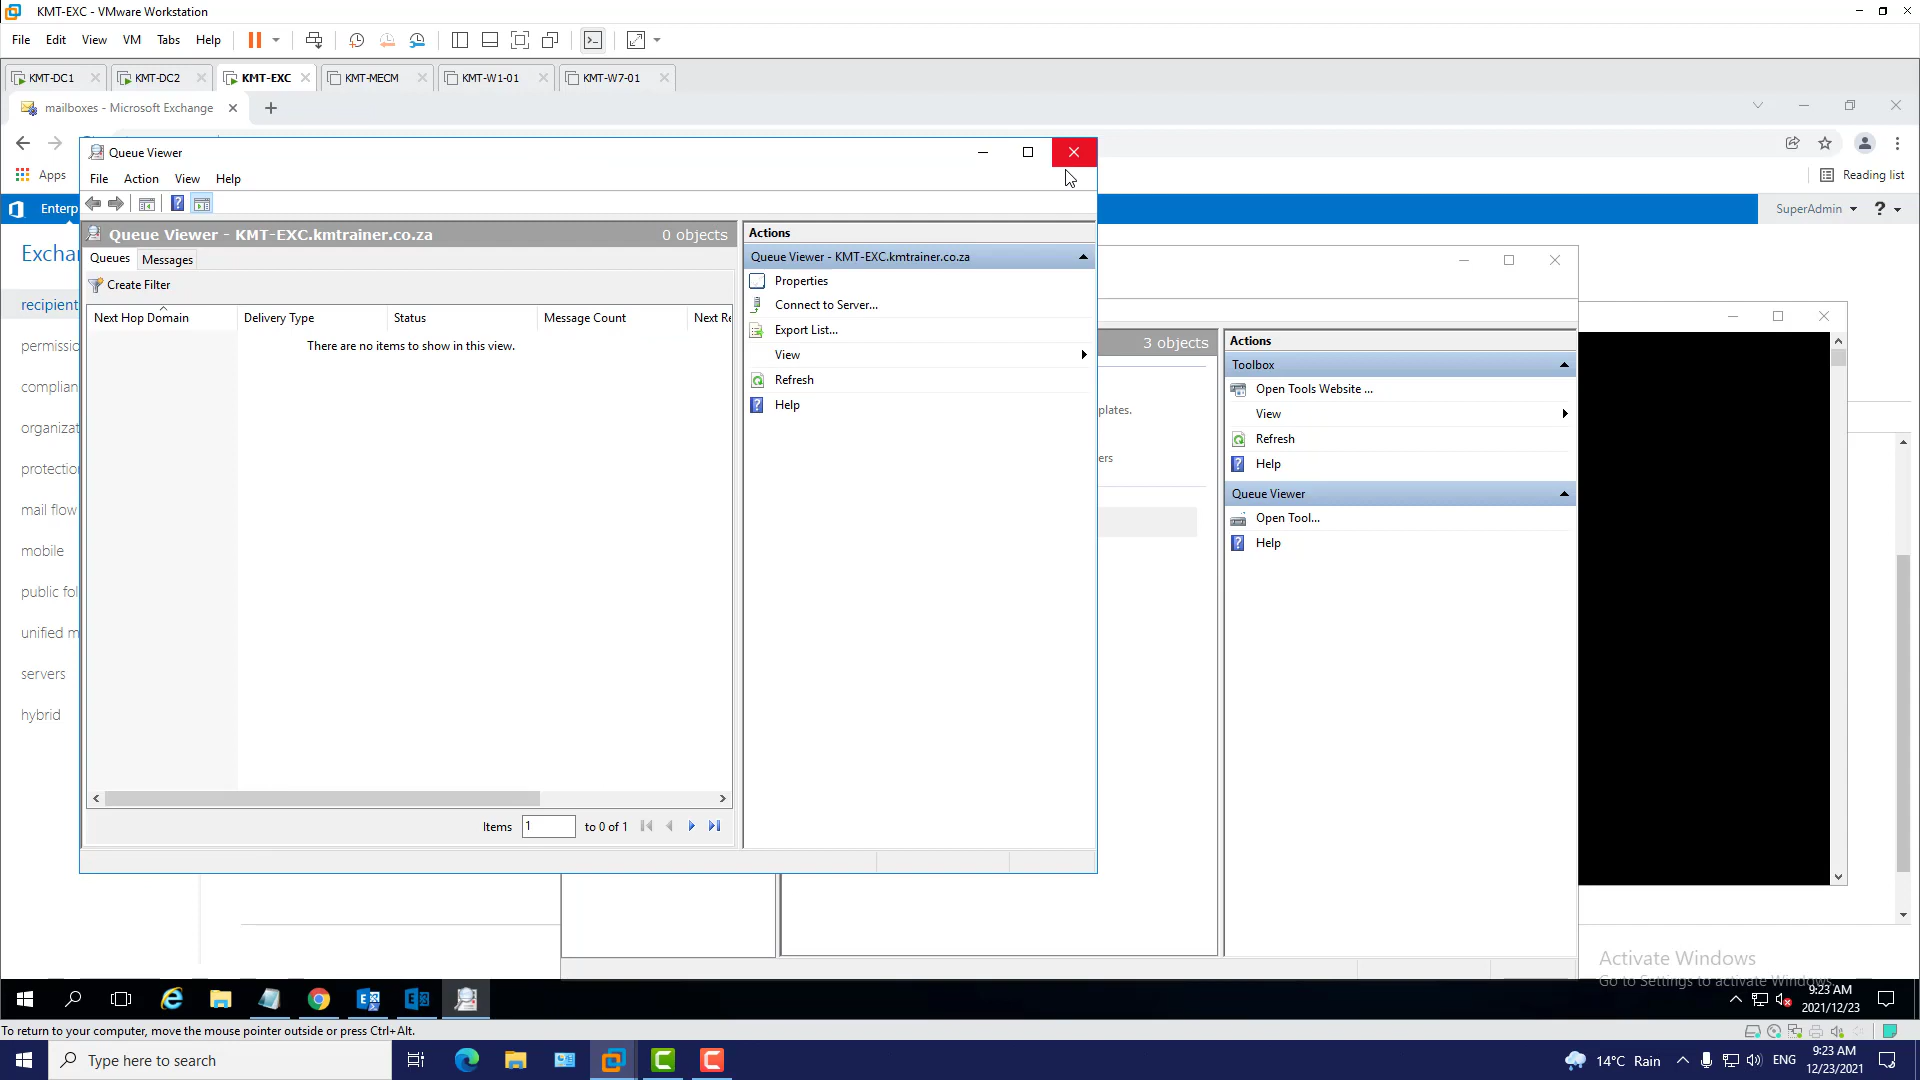 KMT-EXC - VMware Workstation
File Edit View VM Tabs Help
KMT-DC1 KMT-DC2 KMT-EXC KMT-MECM KMT-W1-01 KMT-W7-01
mailboxes - Microsoft Exchange
Apps
Reading list
Enterp
SuperAdmin
?
Excha
recipient
permissio
complian
organizat
protectio
mail flow
mobile
public fol
unified m
servers
hybrid
Queue Viewer
File Action View Help
Queue Viewer - KMT-EXC.kmtrainer.co.za 0 objects
Queues Messages
Create Filter
Next Hop Domain Delivery Type Status Message Count Next Re
There are no items to show in this view.
Items 1 to 0 of 1
Actions
Queue Viewer - KMT-EXC.kmtrainer.co.za
Properties
Connect to Server...
Export List...
View
Refresh
Help
3 objects
plates.
ers
Actions
Toolbox
Open Tools Website ...
View
Refresh
Help
Queue Viewer
Open Tool...
Help
Activate Windows
Go to Settings to activate Windows.
9:23 AM
2021/12/23
To return to your computer, move the mouse pointer outside or press Ctrl+Alt.
Type here to search
14°C Rain
ENG
9:23 AM
12/23/2021